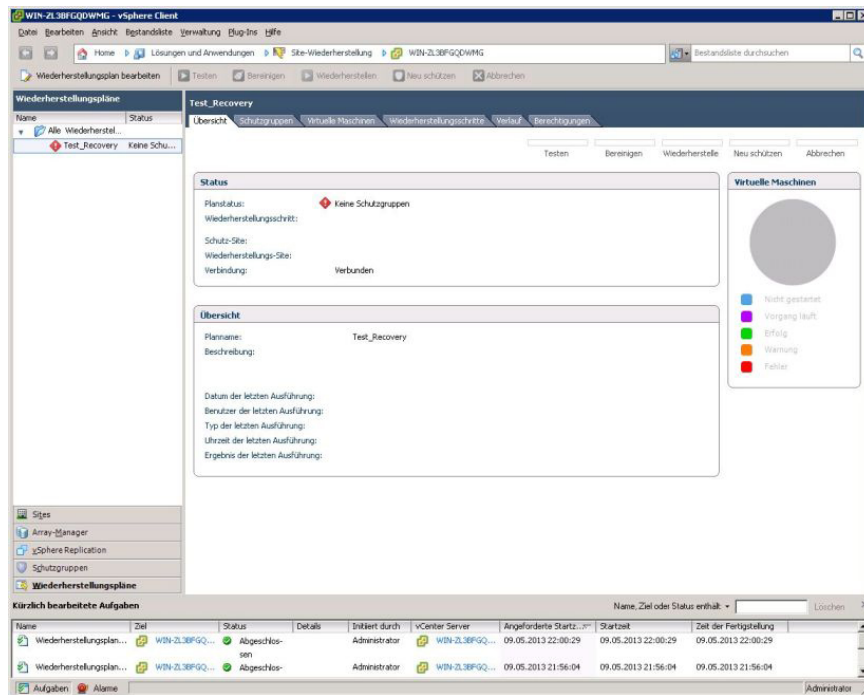 WIN-ZL3BFGQDWMG - vSphere Client
Datei Bearbeiten Ansicht Bestandsliste Verwaltung Plug-Ins Hilfe
Home Lösungen und Anwendungen Site-Wiederherstellung WIN-ZL3BFGQDWMG Bestandsliste durchsuchen
Wiederherstellungsplan bearbeiten Testen Bereinigen Wiederherstellen Neu schützen Abbrechen
Wiederherstellungspläne
Name Status
Alle Wiederherstel...
Test_Recovery Keine Schu...
Test_Recovery
Übersicht Schutzgruppen Virtuelle Maschinen Wiederherstellungsschritte Verlauf Berechtigungen
Testen Bereinigen Wiederherstelle Neu schützen Abbrechen
Status
Planstatus: Keine Schutzgruppen
Wiederherstellungsschritt:
Schutz-Site:
Wiederherstellungs-Site:
Verbindung: Verbunden
Übersicht
Planname: Test_Recovery
Beschreibung:
Datum der letzten Ausführung:
Benutzer der letzten Ausführung:
Typ der letzten Ausführung:
Uhrzeit der letzten Ausführung:
Ergebnis der letzten Ausführung:
Virtuelle Maschinen
Nicht gestartet
Vorgang läuft
Erfolg
Warnung
Fehler
Sites
Array-Manager
vSphere Replication
Schutzgruppen
Wiederherstellungspläne
Kürzlich bearbeitete Aufgaben Name, Ziel oder Status enthält: Löschen
Name Ziel Status Details Initiiert durch vCenter Server Angeforderte Startz... Startzeit Zeit der Fertigstellung
Wiederherstellungsplan... WIN-ZL3BFGQ... Abgeschlos-
sen Administrator WIN-ZL3BFGQ... 09.05.2013 22:00:29 09.05.2013 22:00:29 09.05.2013 22:00:29
Wiederherstellungsplan... WIN-ZL3BFGQ... Abgeschlos- Administrator WIN-ZL3BFGQ... 09.05.2013 21:56:04 09.05.2013 21:56:04 09.05.2013 21:56:04
Aufgaben Alarme Administrator